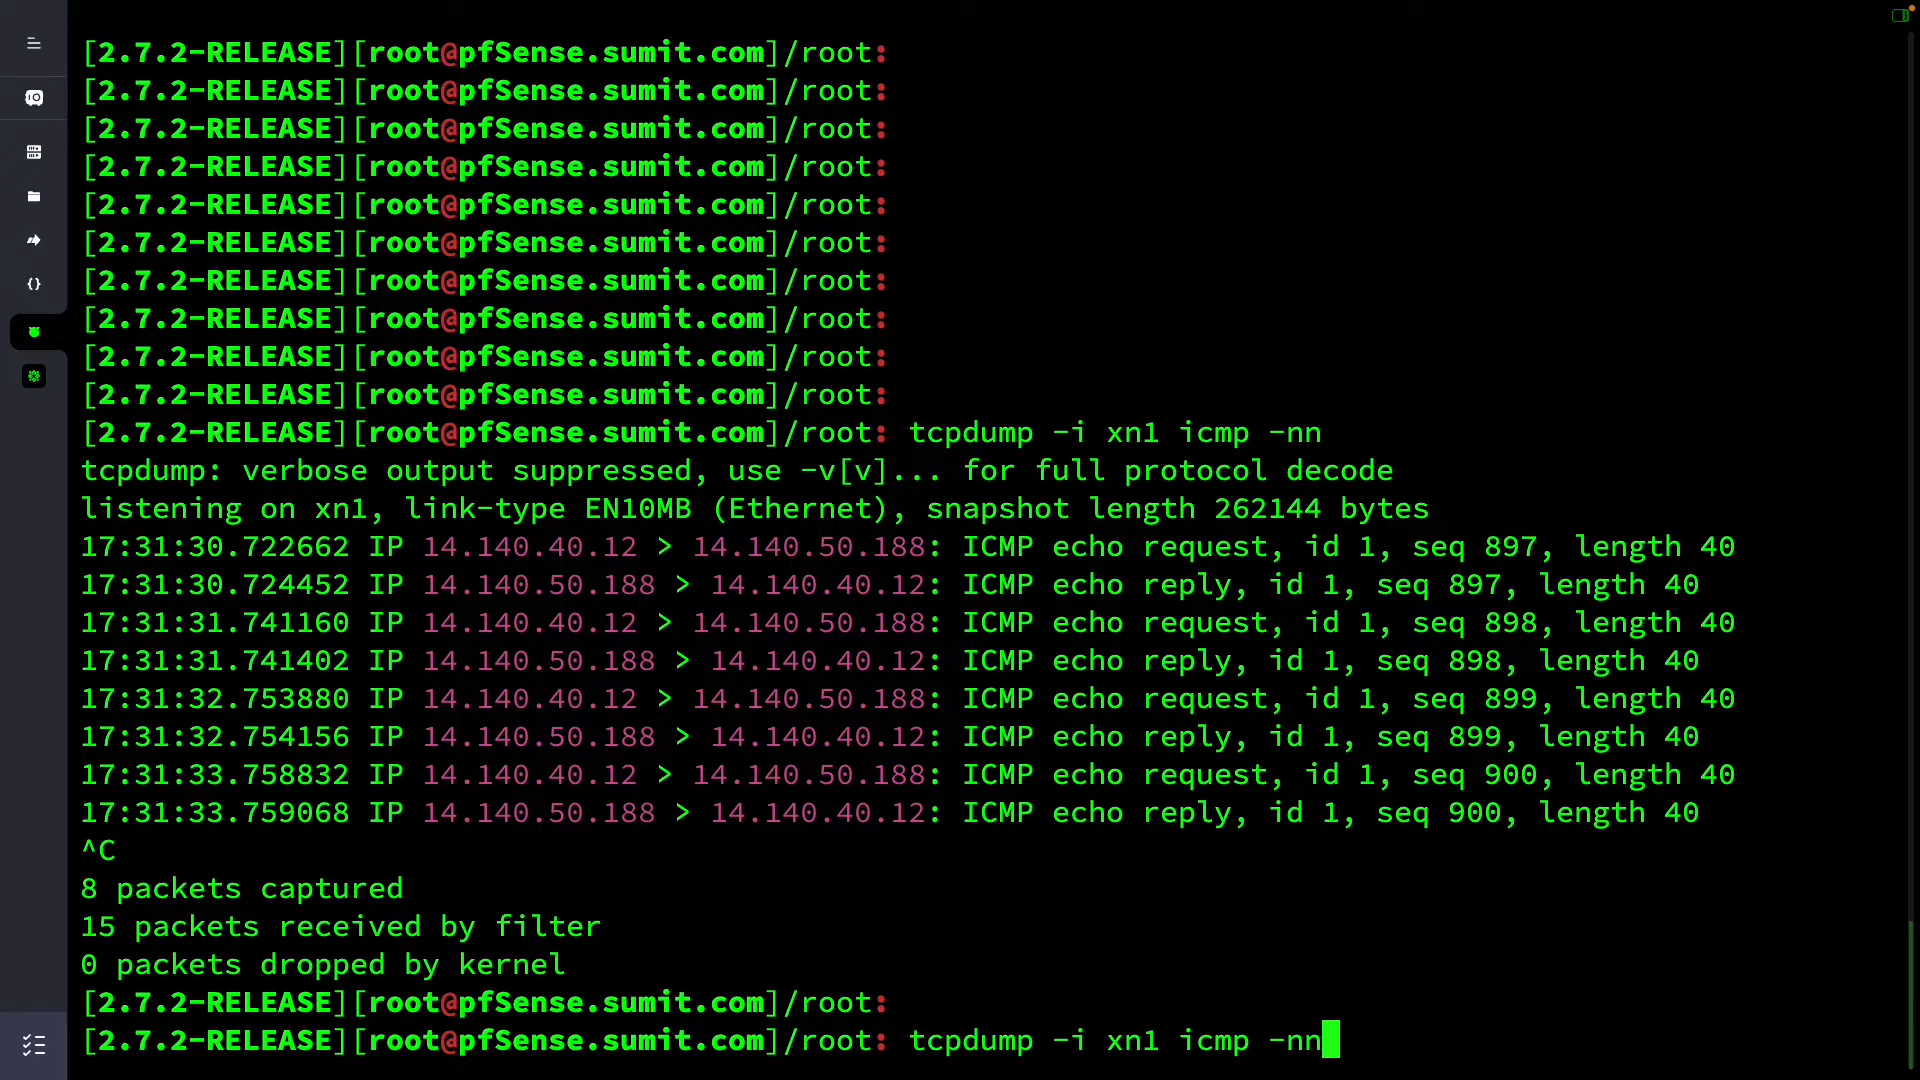 [2.7.2-RELEASE][root@pfSense.sumit.com]/root:
[2.7.2-RELEASE][root@pfSense.sumit.com]/root:
[2.7.2-RELEASE][root@pfSense.sumit.com]/root:
[2.7.2-RELEASE][root@pfSense.sumit.com]/root:
[2.7.2-RELEASE][root@pfSense.sumit.com]/root:
[2.7.2-RELEASE][root@pfSense.sumit.com]/root:
[2.7.2-RELEASE][root@pfSense.sumit.com]/root:
[2.7.2-RELEASE][root@pfSense.sumit.com]/root:
[2.7.2-RELEASE][root@pfSense.sumit.com]/root:
[2.7.2-RELEASE][root@pfSense.sumit.com]/root:
[2.7.2-RELEASE][root@pfSense.sumit.com]/root: tcpdump -i xn1 icmp -nn
tcpdump: verbose output suppressed, use -v[v]... for full protocol decode
listening on xn1, link-type EN10MB (Ethernet), snapshot length 262144 bytes
17:31:30.722662 IP 14.140.40.12 > 14.140.50.188: ICMP echo request, id 1, seq 897, length 40
17:31:30.724452 IP 14.140.50.188 > 14.140.40.12: ICMP echo reply, id 1, seq 897, length 40
17:31:31.741160 IP 14.140.40.12 > 14.140.50.188: ICMP echo request, id 1, seq 898, length 40
17:31:31.741402 IP 14.140.50.188 > 14.140.40.12: ICMP echo reply, id 1, seq 898, length 40
17:31:32.753880 IP 14.140.40.12 > 14.140.50.188: ICMP echo request, id 1, seq 899, length 40
17:31:32.754156 IP 14.140.50.188 > 14.140.40.12: ICMP echo reply, id 1, seq 899, length 40
17:31:33.758832 IP 14.140.40.12 > 14.140.50.188: ICMP echo request, id 1, seq 900, length 40
17:31:33.759068 IP 14.140.50.188 > 14.140.40.12: ICMP echo reply, id 1, seq 900, length 40
^C
8 packets captured
15 packets received by filter
0 packets dropped by kernel
[2.7.2-RELEASE][root@pfSense.sumit.com]/root:
[2.7.2-RELEASE][root@pfSense.sumit.com]/root: tcpdump -i xn1 icmp -nn